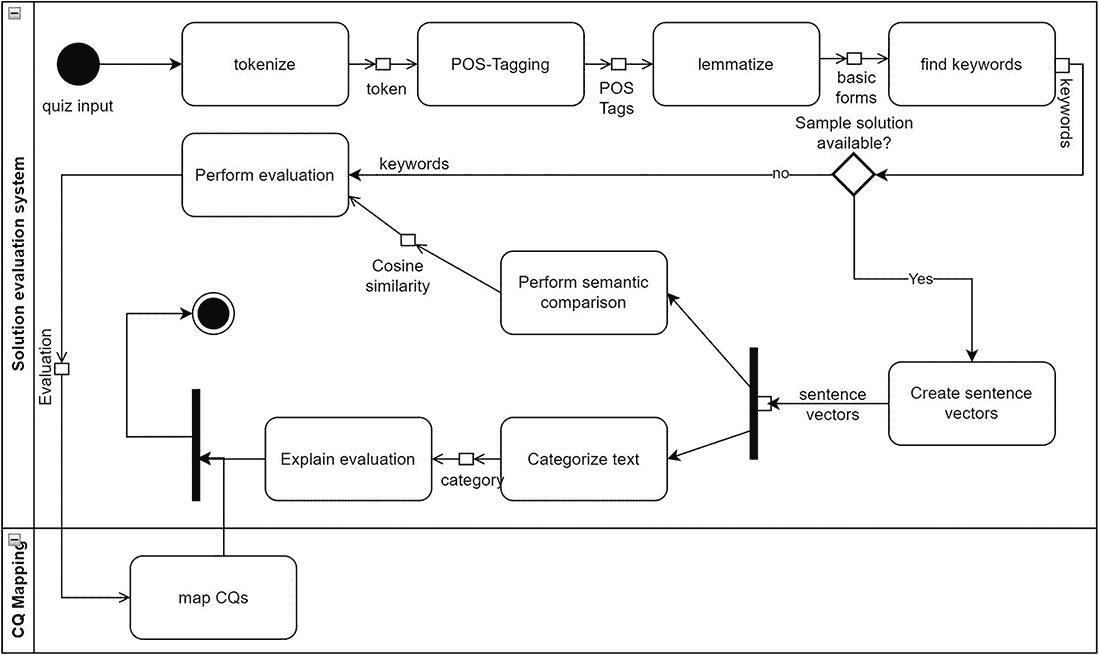 Solution evaluation system
quiz input
tokenize
token
POS-Tagging
POS
Tags
lemmatize
basic
forms
find keywords
keywords
Sample solution
available?
no
keywords
Perform evaluation
Yes
Cosine
similarity
Perform semantic
comparison
Create sentence
vectors
sentence
vectors
Categorize text
category
Explain evaluation
Evaluation
CQ Mapping
map CQs